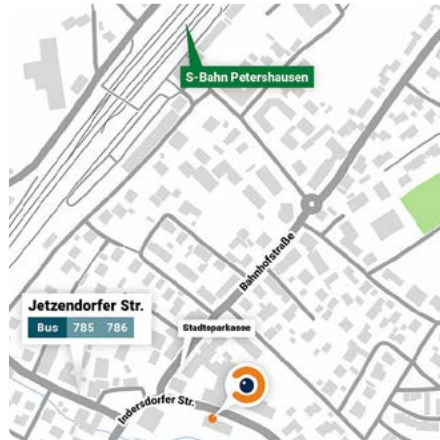 S-Bahn Petershausen
Bahnhofstraße
Jetzendorfer Str.
Bus 785 786
Stadtsparkasse
Indersdorfer Str.